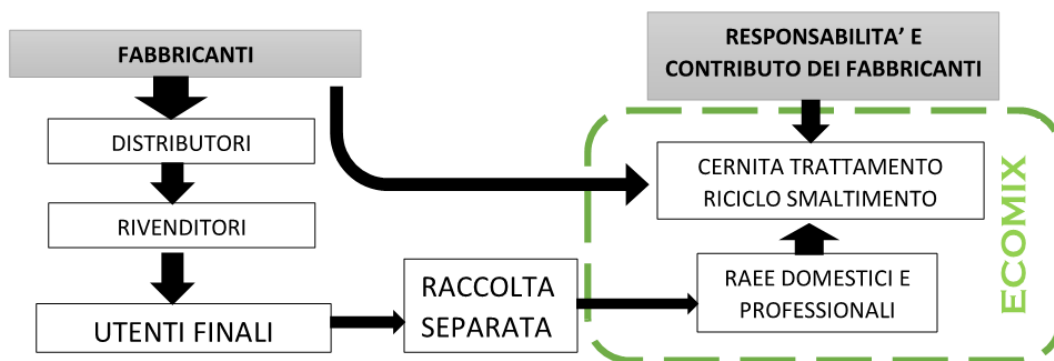 FABBRICANTI
DISTRIBUTORI
RIVENDITORI
UTENTI FINALI
RACCOLTA
SEPARATA
RESPONSABILITA' E
CONTRIBUTO DEI FABBRICANTI
CERNITA TRATTAMENTO
RICICLO SMALTIMENTO
RAEE DOMESTICI E
PROFESSIONALI
ECOMIX